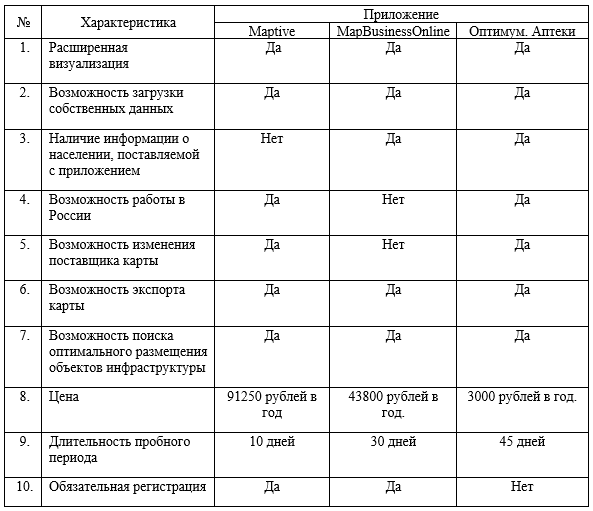 № Характеристика Приложение
Maptive MapBusinessOnline Оптимум. Аптеки
1. Расширенная Да Да Да
визуализация
2. Возможность загрузки Да Да Да
собственных данных
3. Наличие информации о Нет Да Да
населении, поставляемой
с приложением
4. Возможность работы в Да Нет Да
России
5. Возможность изменения Да Нет Да
поставщика карты
6. Возможность экспорта Да Да Да
карты
7. Возможность поиска Да Да Да
оптимального размещения
объектов инфраструктуры
8. Цена 91250 рублей в 43800 рублей в 3000 рублей в год.
год год.
9. Длительность пробного 10 дней 30 дней 45 дней
периода
10. Обязательная регистрация Да Да Нет